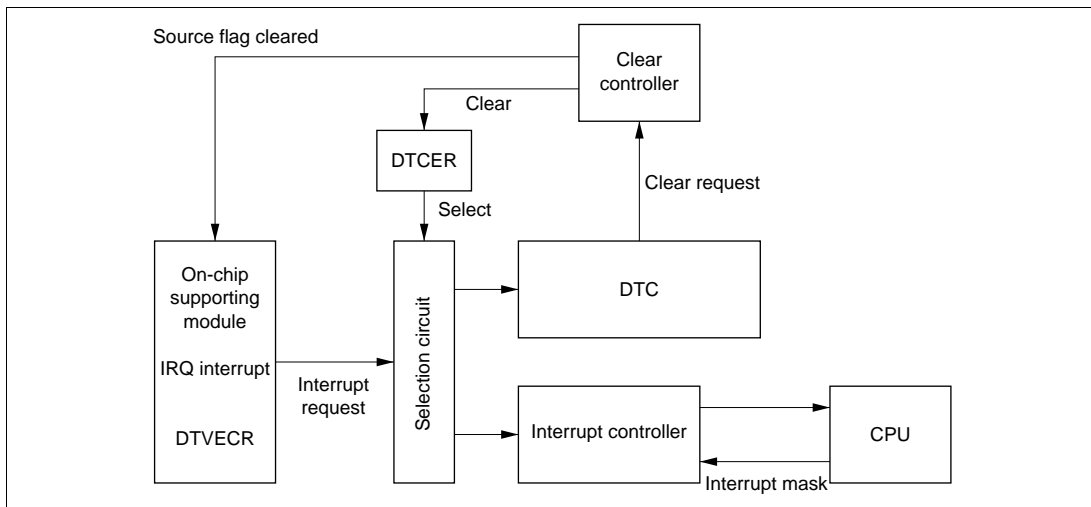 Source flag cleared
Clear
controller
Clear
DTCER
Clear request
Select
On-chip
supporting
module
IRQ interrupt
DTVECR
Interrupt
request
Selection circuit
DTC
Interrupt controller
CPU
Interrupt mask